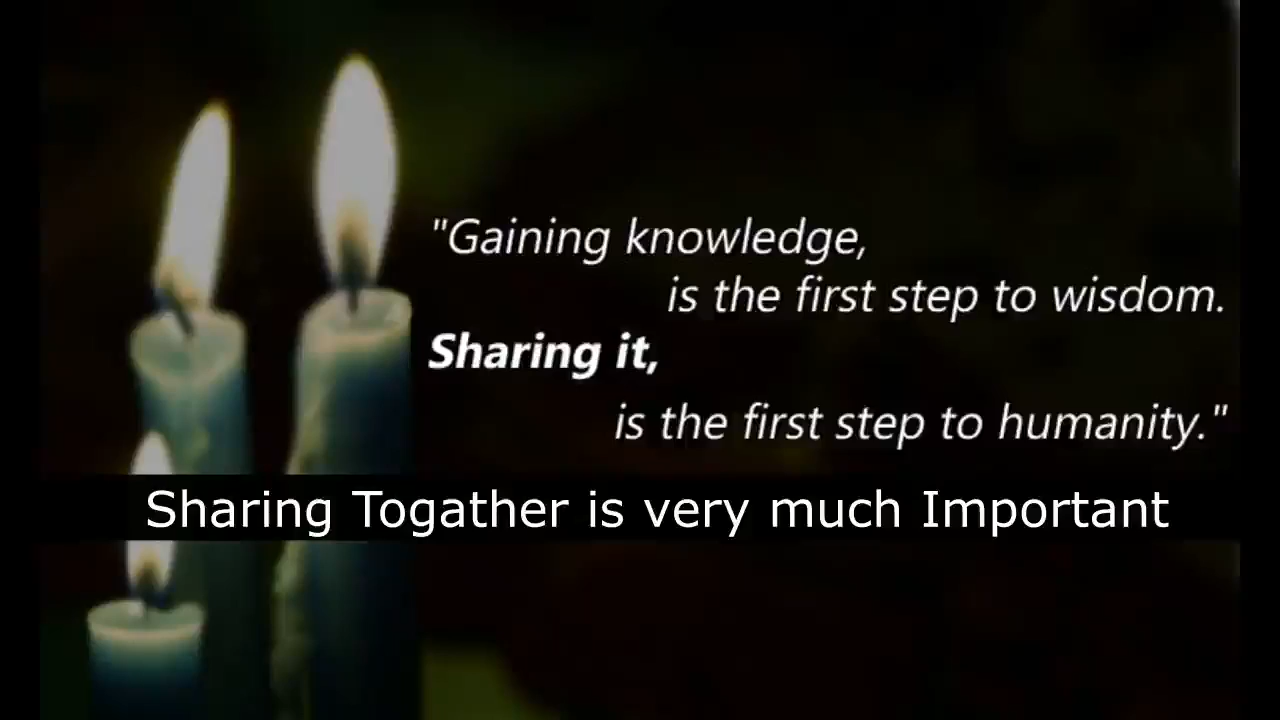 "Gaining knowledge,
is the first step to wisdom.
Sharing it,
is the first step to humanity."
Sharing Togather is very much Important